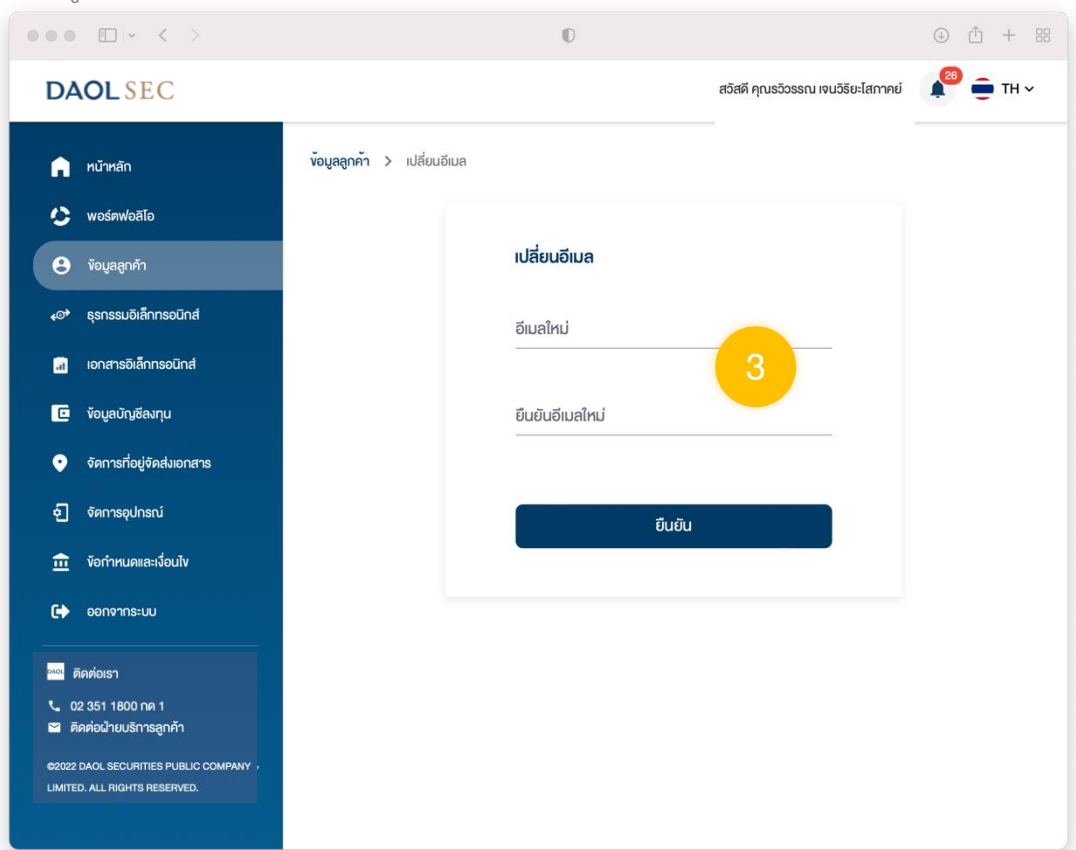 DAOL SEC
สวัสดี คุณรวิวรรณ เจนวิริยะโสภาคย์
26
TH
หน้าหลัก
พอร์ตฟอลิโอ
ข้อมูลลูกค้า
ธุรกรรมอิเล็กทรอนิกส์
เอกสารอิเล็กทรอนิกส์
ข้อมูลบัญชีลงทุน
จัดการที่อยู่จัดส่งเอกสาร
จัดการอุปกรณ์
ข้อกำหนดและเงื่อนไข
ออกจากระบบ
DAOL ติดต่อเรา
02 351 1800 กด 1
ติดต่อฝ่ายบริการลูกค้า
©2022 DAOL SECURITIES PUBLIC COMPANY
LIMITED. ALL RIGHTS RESERVED.
ข้อมูลลูกค้า > เปลี่ยนอีเมล
เปลี่ยนอีเมล
อีเมลใหม่
3
ยืนยันอีเมลใหม่
ยืนยัน